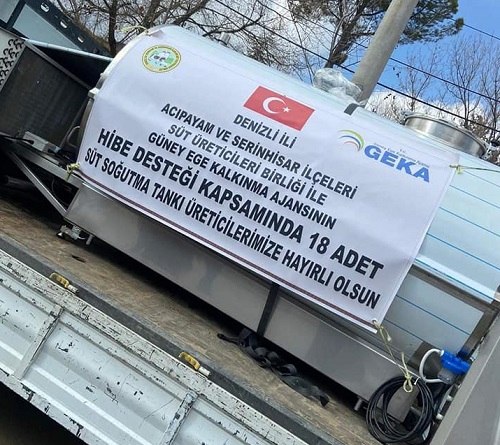 DENİZLİ İLİ
ACIPAYAM VE SERİNHİSAR İLÇELERİ
SÜT ÜRETİCİLERİ BİRLİĞİ İLE
GÜNEY EGE KALKINMA AJANSININ
HİBE DESTEĞİ KAPSAMINDA 18 ADET
SÜT SOĞUTMA TANKI ÜRETİCİLERİMİZE HAYIRLI OLSUN
GEKA